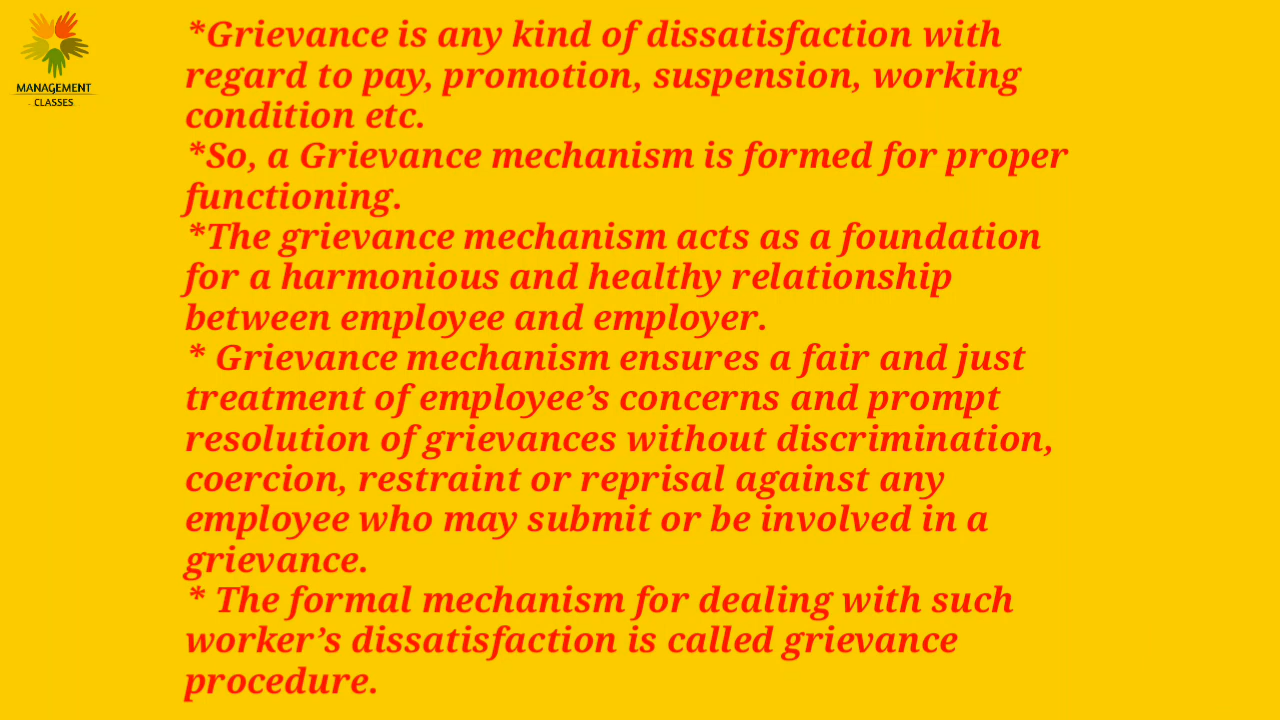 MANAGEMENT
- CLASSES
*Grievance is any kind of dissatisfaction with
regard to pay, promotion, suspension, working
condition etc.
*So, a Grievance mechanism is formed for proper
functioning.
*The grievance mechanism acts as a foundation
for a harmonious and healthy relationship
between employee and employer.
* Grievance mechanism ensures a fair and just
treatment of employee’s concerns and prompt
resolution of grievances without discrimination,
coercion, restraint or reprisal against any
employee who may submit or be involved in a
grievance.
* The formal mechanism for dealing with such
worker’s dissatisfaction is called grievance
procedure.